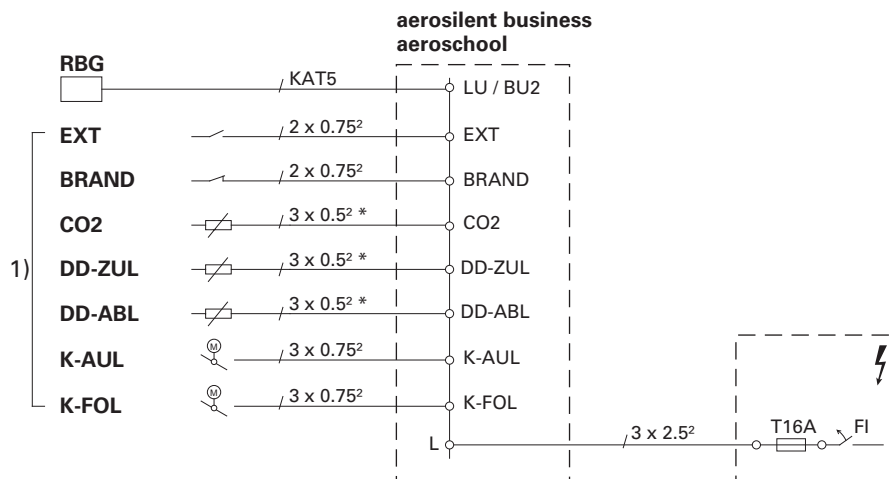 aerosilent business
aeroschool
RBG
KAT5
LU / BU2
EXT
2 x 0.75²
EXT
BRAND
2 x 0.75²
BRAND
CO2
3 x 0.5² *
CO2
1)
DD-ZUL
3 x 0.5² *
DD-ZUL
DD-ABL
3 x 0.5² *
DD-ABL
K-AUL
M
3 x 0.75²
K-AUL
K-FOL
M
3 x 0.75²
K-FOL
L
3 x 2.5²
T16A
FI